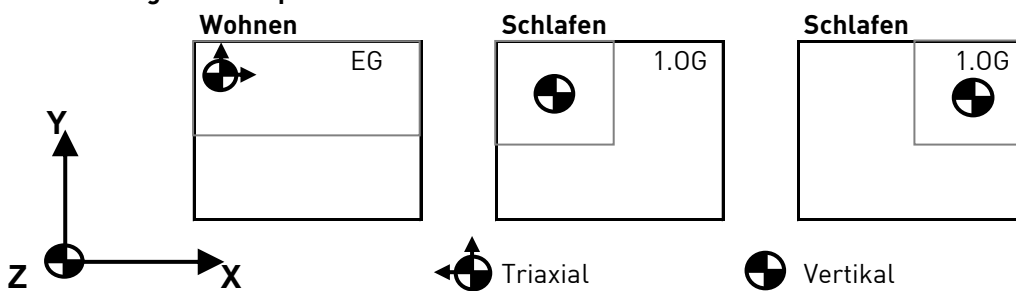 Wohnen
Schlafen
Schlafen
EG
1.OG
1.OG
Y
Z
X
Triaxial
Vertikal